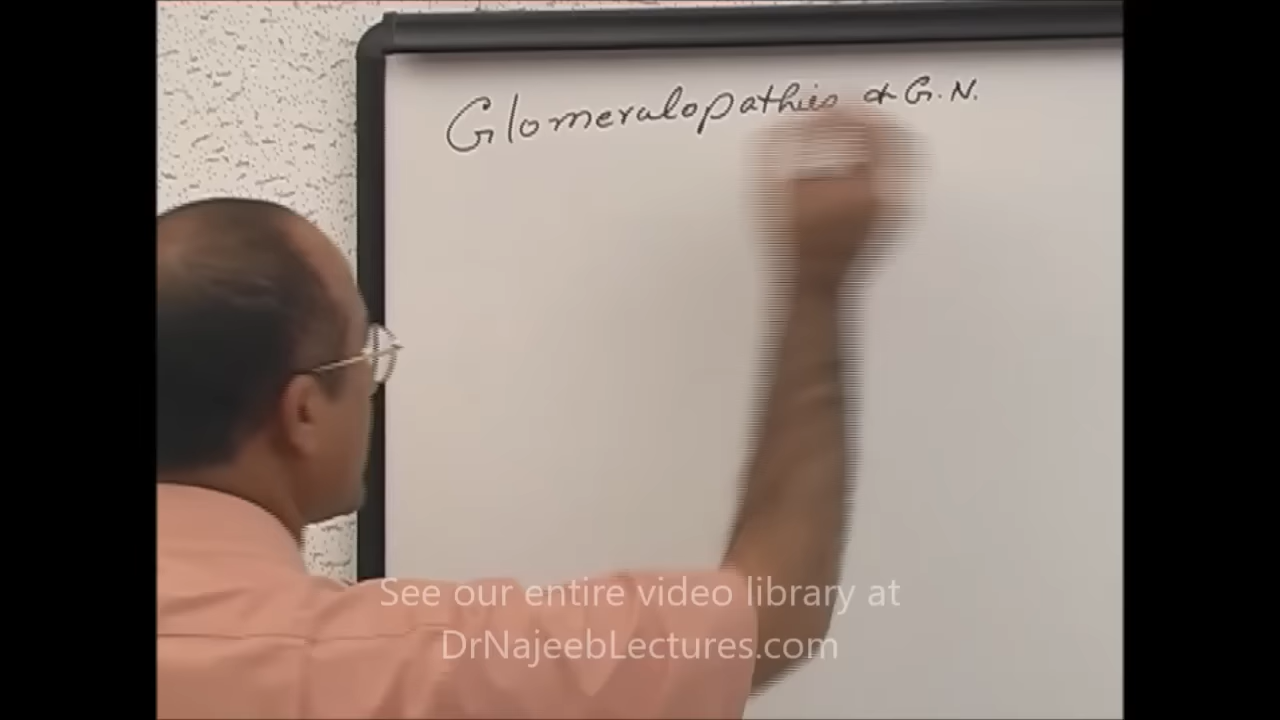 Glomerulopathies & G.N.
See our entire video library at
DrNajeebLectures.com